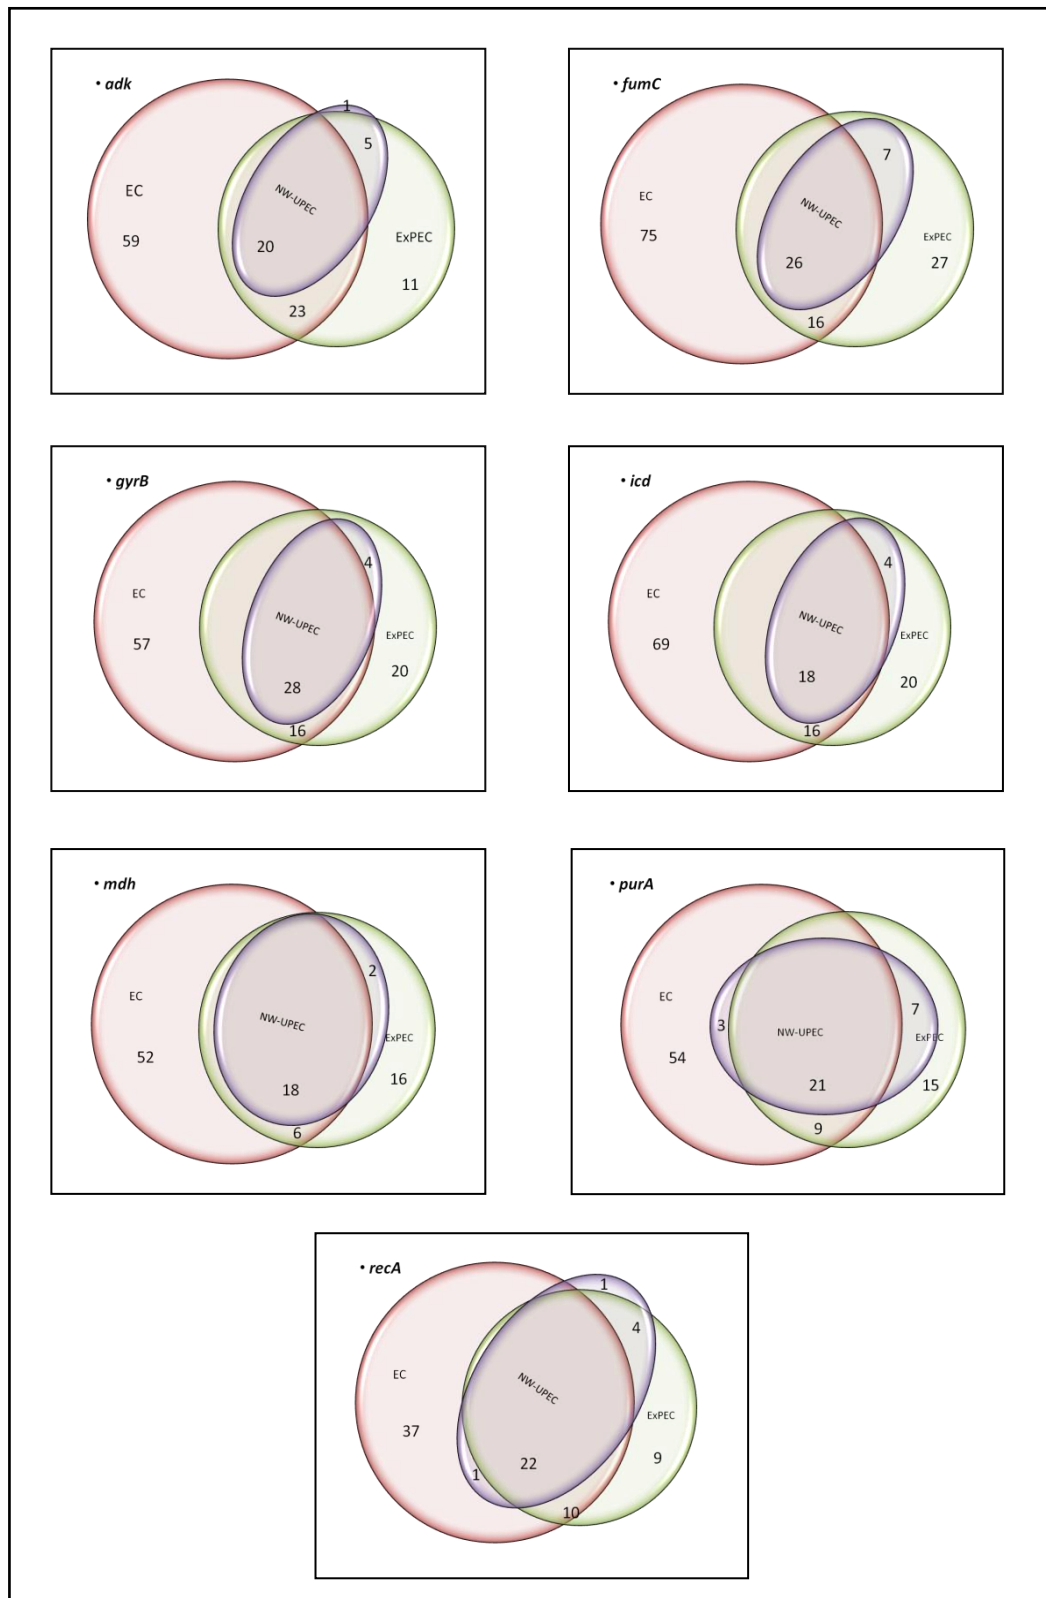 • adk
1
5
NW-UPEC
EC
59
20
ExPEC
11
23
• fumC
7
NW-UPEC
EC
75
26
ExPEC
27
16
• gyrB
4
EC
NW-UPEC
57
ExPEC
20
28
16
• icd
4
EC
NW-UPEC
69
ExPEC
18
20
16
• mdh
2
EC
NW-UPEC
52
ExPEC
16
18
6
• purA
EC
3
7
NW-UPEC
ExPEC
54
21
15
9
• recA
1
4
EC
NW-UPEC
37
ExPEC
22
9
1
10